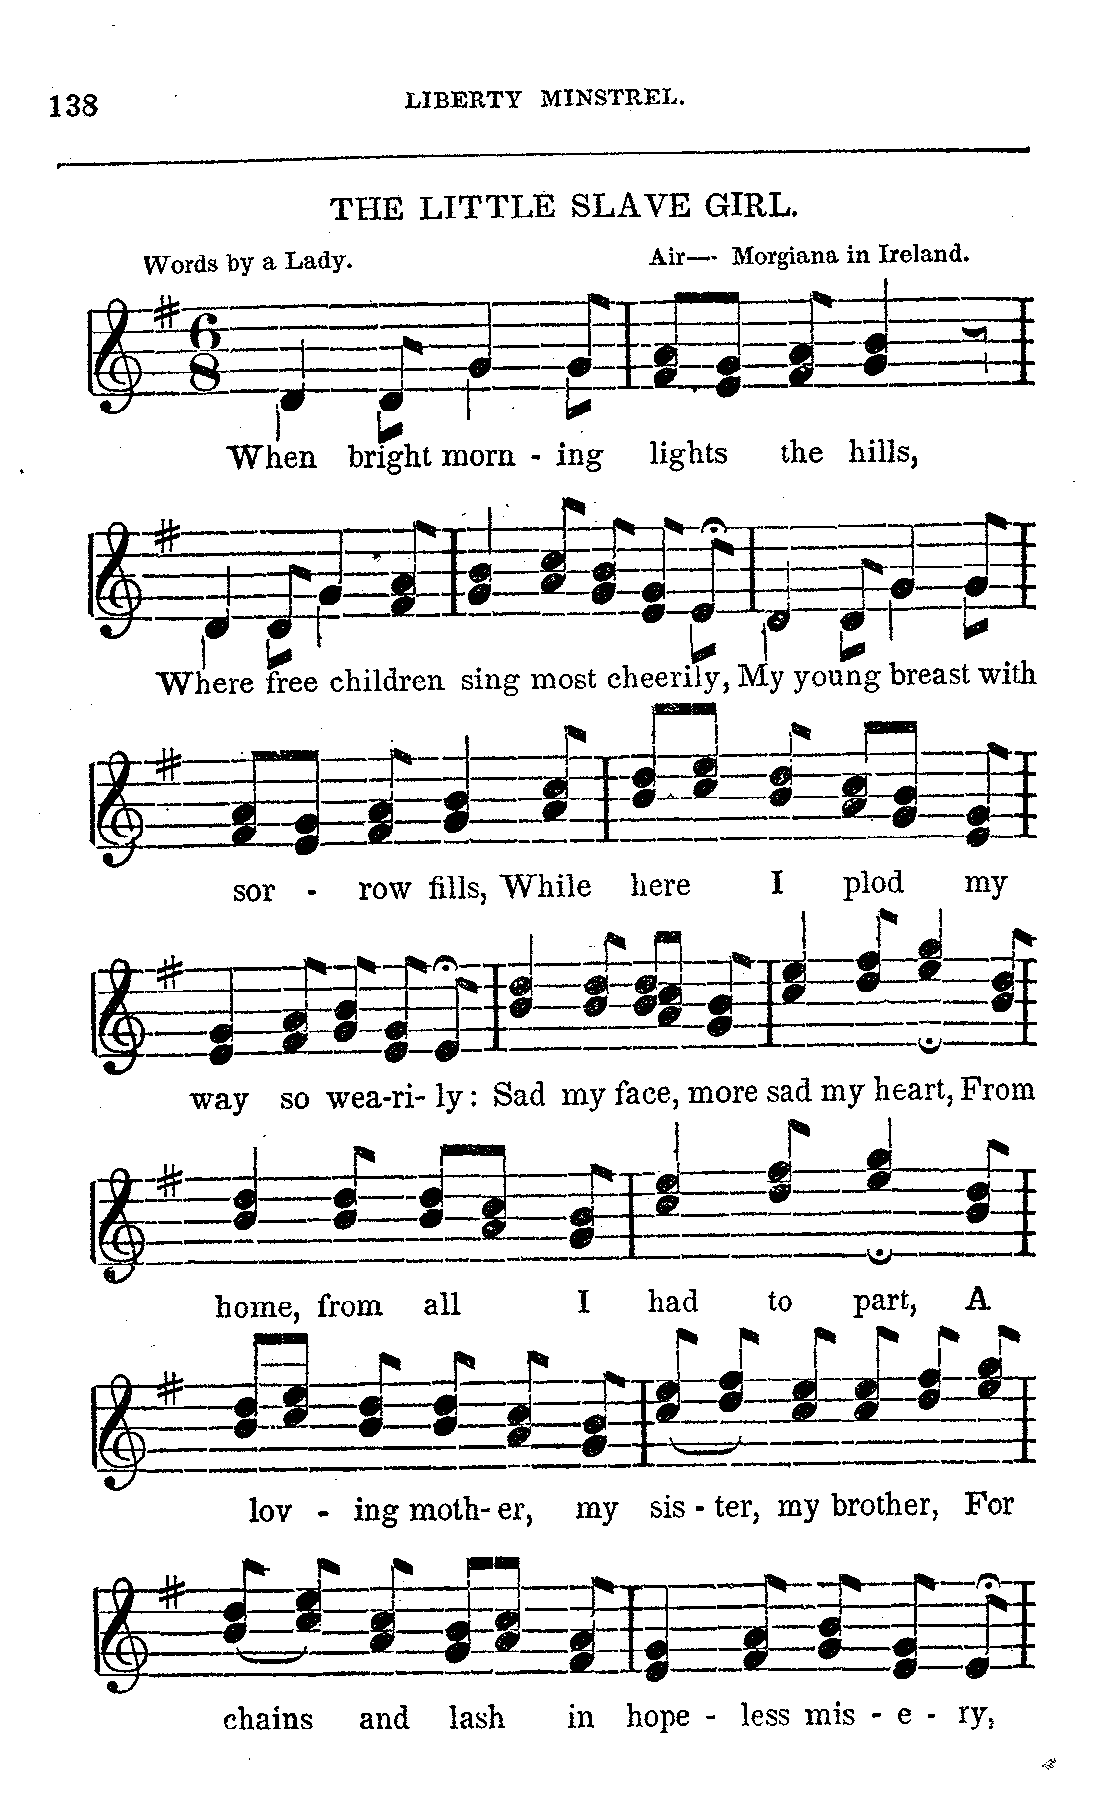 138
LIBERTY MINSTREL.
THE LITTLE SLAVE GIRL.
Words by a Lady.
Air— Morgiana in Ireland.
6
8
When bright morn - ing lights the hills,
Where free children sing most cheerily, My young breast with
sor - row fills, While here I plod my
way so wea-ri- ly: Sad my face, more sad my heart, From
home, from all I had to part, A
lov - ing moth- er, my sis - ter, my brother, For
chains and lash in hope - less mis - e - ry,